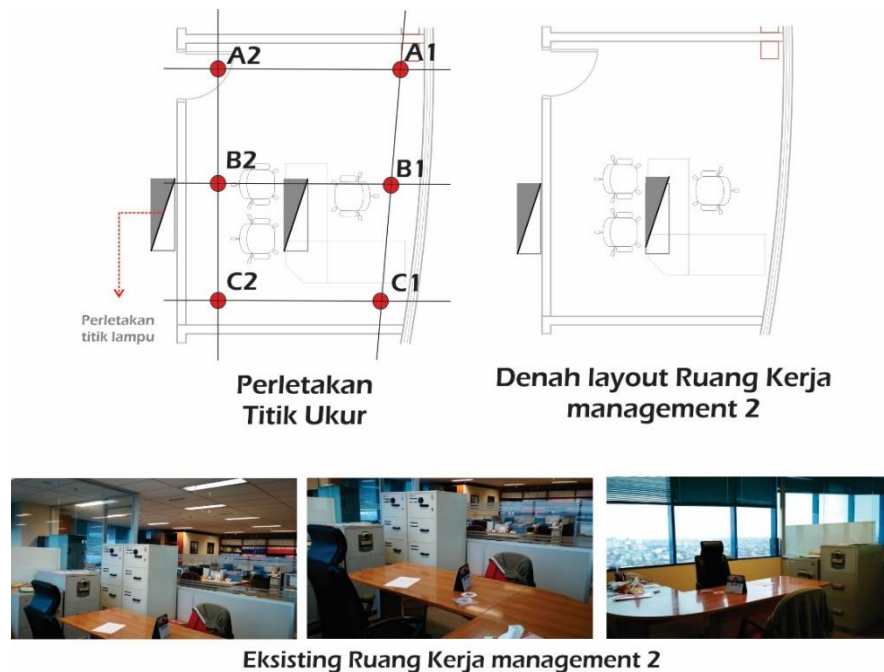 A2
A1
B2
B1
C2
C1
Perletakan
titik lampu
Perletakan
Titik Ukur
Denah layout Ruang Kerja
management 2
Eksisting Ruang Kerja management 2